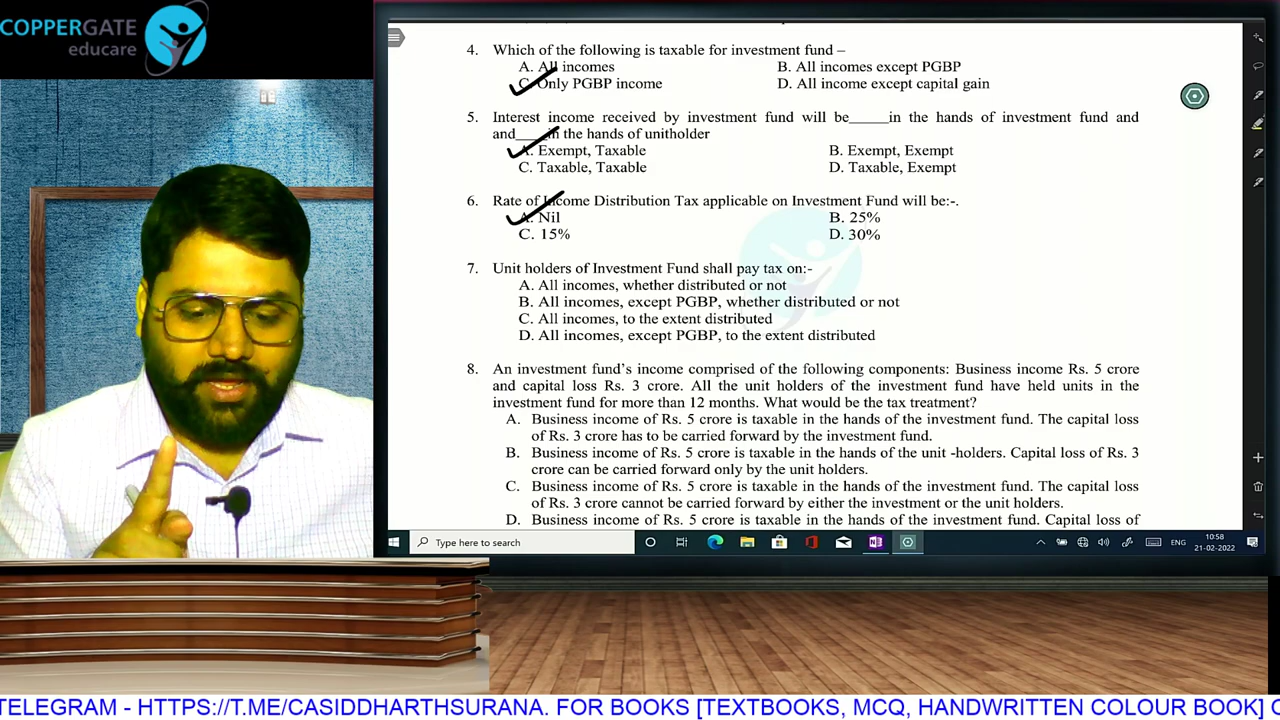 COPPERGATE
educare
4. Which of the following is taxable for investment fund –
A. All incomes B. All incomes except PGBP
C. Only PGBP income D. All income except capital gain
5. Interest income received by investment fund will be_____in the hands of investment fund and
and____in the hands of unitholder
A. Exempt, Taxable B. Exempt, Exempt
C. Taxable, Taxable D. Taxable, Exempt
6. Rate of Income Distribution Tax applicable on Investment Fund will be:-.
A. Nil B. 25%
C. 15% D. 30%
7. Unit holders of Investment Fund shall pay tax on:-
A. All incomes, whether distributed or not
B. All incomes, except PGBP, whether distributed or not
C. All incomes, to the extent distributed
D. All incomes, except PGBP, to the extent distributed
8. An investment fund's income comprised of the following components: Business income Rs. 5 crore
and capital loss Rs. 3 crore. All the unit holders of the investment fund have held units in the
investment fund for more than 12 months. What would be the tax treatment?
A. Business income of Rs. 5 crore is taxable in the hands of the investment fund. The capital loss
of Rs. 3 crore has to be carried forward by the investment fund.
B. Business income of Rs. 5 crore is taxable in the hands of the unit -holders. Capital loss of Rs. 3
crore can be carried forward only by the unit holders.
C. Business income of Rs. 5 crore is taxable in the hands of the investment fund. The capital loss
of Rs. 3 crore cannot be carried forward by either the investment or the unit holders.
D. Business income of Rs. 5 crore is taxable in the hands of the investment fund. Capital loss of
Type here to search
ENG
10:58
21-02-2022
TELEGRAM - HTTPS://T.ME/CASIDDHARTHSURANA. FOR BOOKS [TEXTBOOKS, MCQ, HANDWRITTEN COLOUR BOOK]